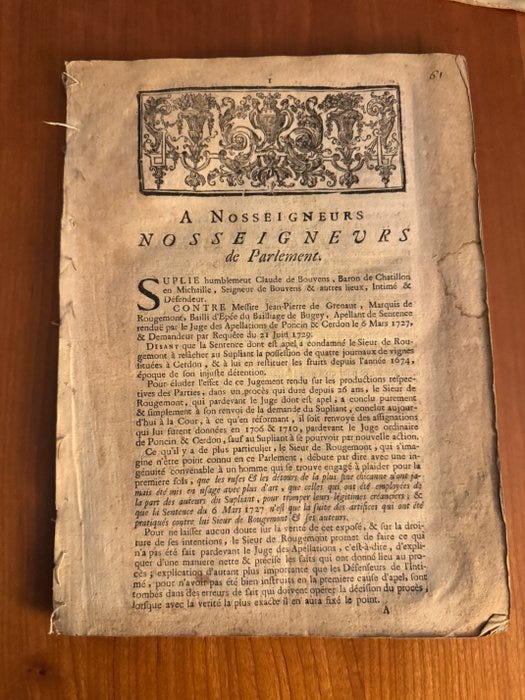 1
61
A NOSSEIGNEURS
NOSSEIGNEURS
de Parlement.
SUPLIE humblement Claude de Bouvens, Baron de Chatillon
en Michaille, Seigneur de Bouvens & autres lieux, Intimé &
Défendeur.
CONTRE Messire Jean-Pierre de Grenaut, Marquis de
Rougemont, Bailli d'Epée du Bailliage de Bugey, Apellant de Sentence
renduë par le Juge des Apellations de Poncin & Cerdon le 6 Mars 1727,
& Demandeur par Requête du 21 Juin 1729.
DISANT que la Sentence dont est apel a condamné le Sieur de Rou-
gemont à relâcher au Supliant la possession de quatre journaux de vignes
situées à Cerdon, & à lui en restituer les fruits depuis l'année 1674,
époque de son injuste détention.
Pour éluder l'effet de ce Jugement rendu sur les productions respec-
tives des Parties, dans un procès qui dure depuis 26 ans, le Sieur de
Rougemont, qui pardevant le Juge dont est apel, a conclu purement
& simplement à son renvoi de la demande du Supliant, conclut aujour-
d'hui à la Cour, à ce qu'en réformant, il soit renvoyé des assignations
qui lui furent données en 1706 & 1710, pardevant le Juge ordinaire
de Poncin & Cerdon, sauf au Supliant à se pourvoir par nouvelle action.
Ce qu'il y a de plus particulier, le Sieur de Rougemont, qui s'ima-
gine n'être point connu en ce Parlement, débute par dire avec une in-
génuité convenable à un homme qui se trouve engagé à plaider pour la
première fois, que les ruses & les détours de la plus fine chicanne n'ont ja-
mais été mis en usage avec plus d'art, que celles qui ont été employées de
la part des auteurs du Supliant, pour tromper leurs légitimes créanciers; &
que la Sentence du 6 Mars 1727 n'est que la suite des artifices qui ont été
pratiqués contre lui Sieur de Rougemont & ses auteurs.
Pour ne laisser aucun doute sur la verité de cet exposé, & sur la droi-
ture de ses intentions, le Sieur de Rougemont promet de faire ce qui
n'a pas été fait pardevant le Juge des Apellations, c'est-à-dire, d'expli-
quer d'une maniere nette & précise les faits qui ont donné lieu au pro-
cès; explication d'autant plus importante que les Défenseurs de l'Inti-
mé, pour n'avoir pas été bien instruits en la premiere cause d'apel, sont
tombés dans des erreurs de fait qui doivent opérer la décision du procès,
lorsque avec la verité la plus exacte il en aura fixé le point.
A